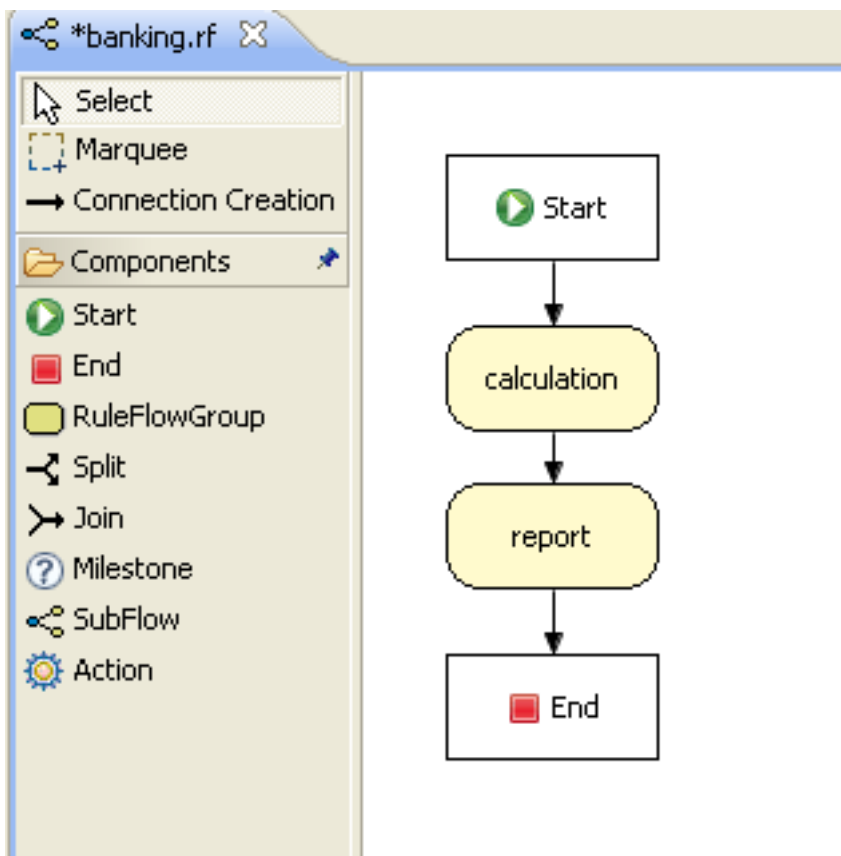 *banking.rf
Select
Marquee
Connection Creation
Components
Start
End
RuleFlowGroup
Split
Join
Milestone
SubFlow
Action
Start
calculation
report
End